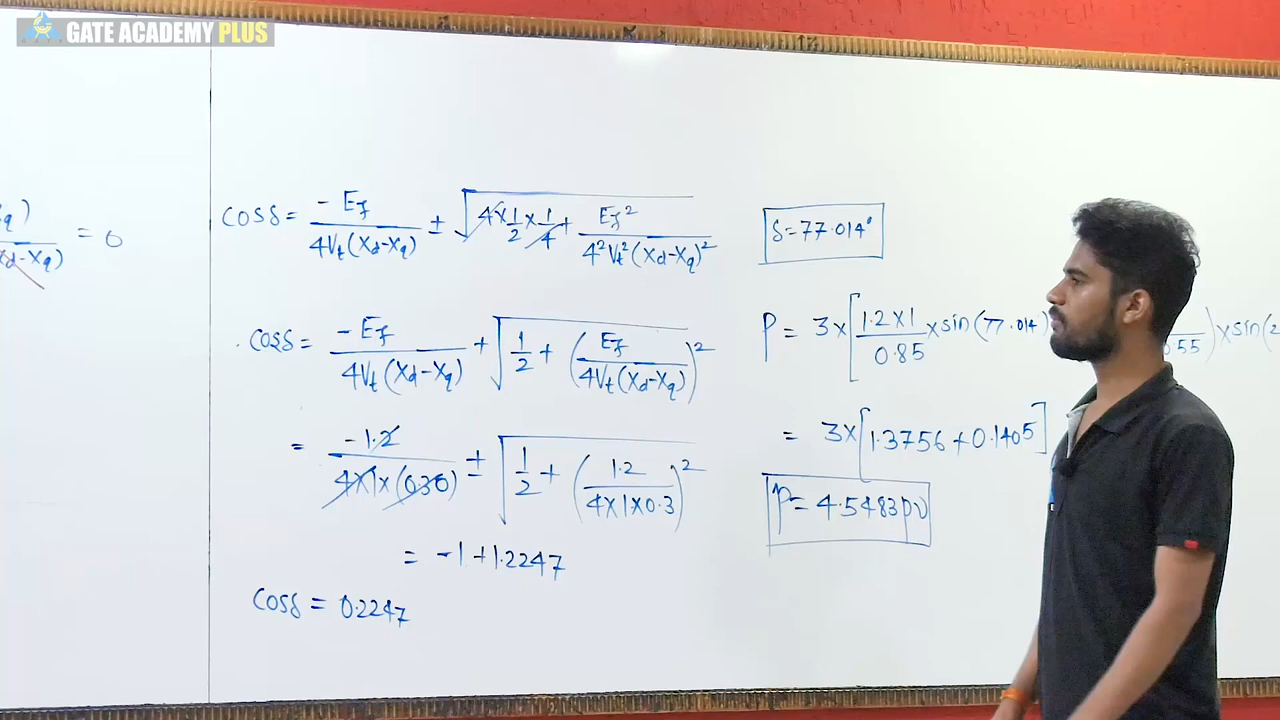 GATE ACADEMY PLUS
q)
Xd-Xq) = 0
cosδ = -Ef / 4Vt(Xd-Xq) ± √(4×1/2×1/4 + Ef² / 4²Vt²(Xd-Xq)²)
cosδ = -Ef / 4Vt(Xd-Xq) + √(1/2 + (Ef / 4Vt(Xd-Xq))²)
= -1.2 / 4×1×(0.30) ± √(1/2 + (1.2 / 4×1×0.3)²)
= -1+1.2247
cosδ = 0.2247
δ=77.014°
P = 3×[1.2×1 / 0.85 ×sin(77.014) 0.55)×sin(2
= 3×[1.3756+0.1405]
P=4.5483pu